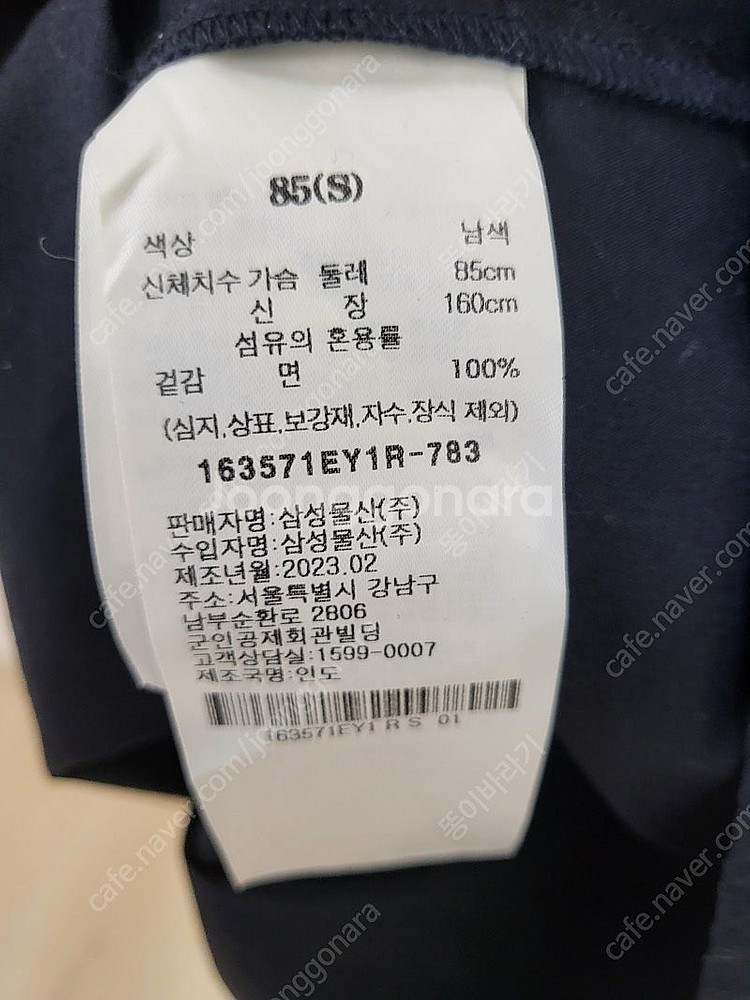 85(S)
색상 남색
신체치수 가슴 둘레 85cm
신 장 160cm
섬유의 혼용률
겉감 면 100%
(심지,상표,보강재,자수,장식 제외)
163571EY1R-783
joonggonara
판매자명:삼성물산(주)
수입자명:삼성물산(주)
제조년월:2023.02
주소:서울특별시 강남구
남부순환로 2806
군인공제회관빌딩
고객상담실:1599-0007
제조국명:인도
163571EY1 R S 01
cafe.naver.com/joonggonara
똥이바라기